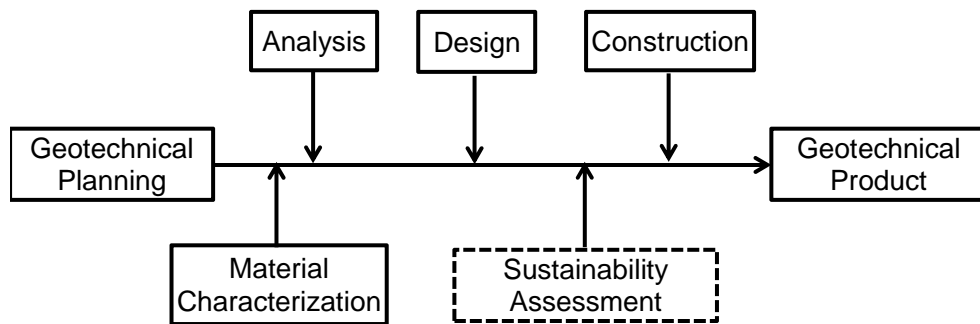 Analysis
Design
Construction
Geotechnical
Planning
Geotechnical
Product
Material
Characterization
Sustainability
Assessment